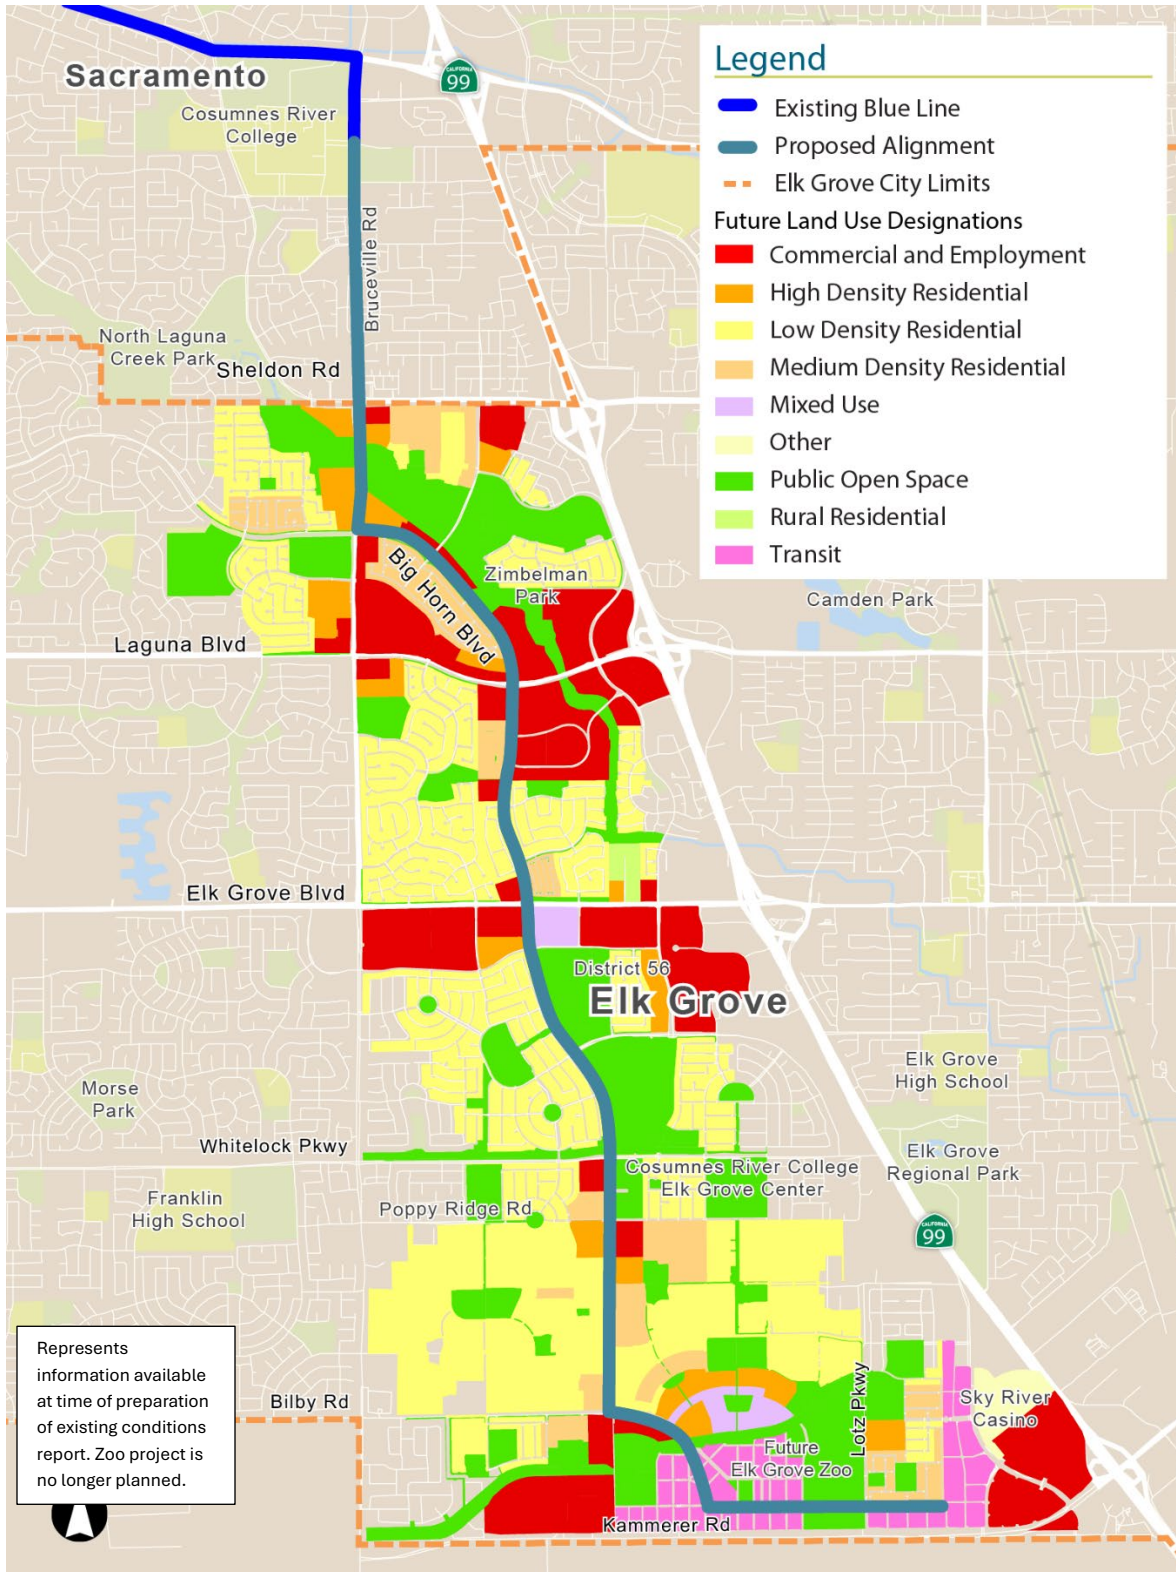 Sacramento
Cosumnes River
College
CALIFORNIA
99
Legend
Existing Blue Line
Proposed Alignment
Elk Grove City Limits
Future Land Use Designations
Commercial and Employment
High Density Residential
Low Density Residential
Medium Density Residential
Mixed Use
Other
Public Open Space
Rural Residential
Transit
Bruceville Rd
North Laguna
Creek Park
Sheldon Rd
Big Horn Blvd
Zimbelman
Park
Camden Park
Laguna Blvd
Elk Grove Blvd
District 56
Elk Grove
Elk Grove
High School
Morse
Park
Whitelock Pkwy
Elk Grove
Regional Park
Cosumnes River College
Elk Grove Center
Franklin
High School
Poppy Ridge Rd
CALIFORNIA
99
Represents
information available
at time of preparation
of existing conditions
report. Zoo project is
no longer planned.
Bilby Rd
Lotz Pkwy
Sky River
Casino
Future
Elk Grove Zoo
Kammerer Rd